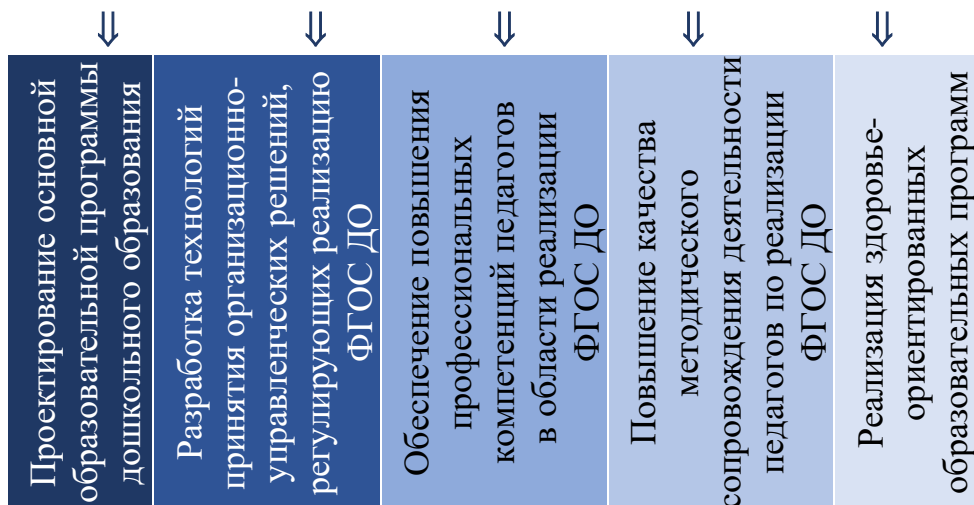 Проектирование основной
образовательной программы
дошкольного образования
Разработка технологий
принятия организационно-
управленческих решений,
регулирующих реализацию
ФГОС ДО
Обеспечение повышения
профессиональных
компетенций педагогов
в области реализации
ФГОС ДО
Повышение качества
методического
сопровождения деятельности
педагогов по реализации
ФГОС ДО
Реализация здоровье-
ориентированных
образовательных программ